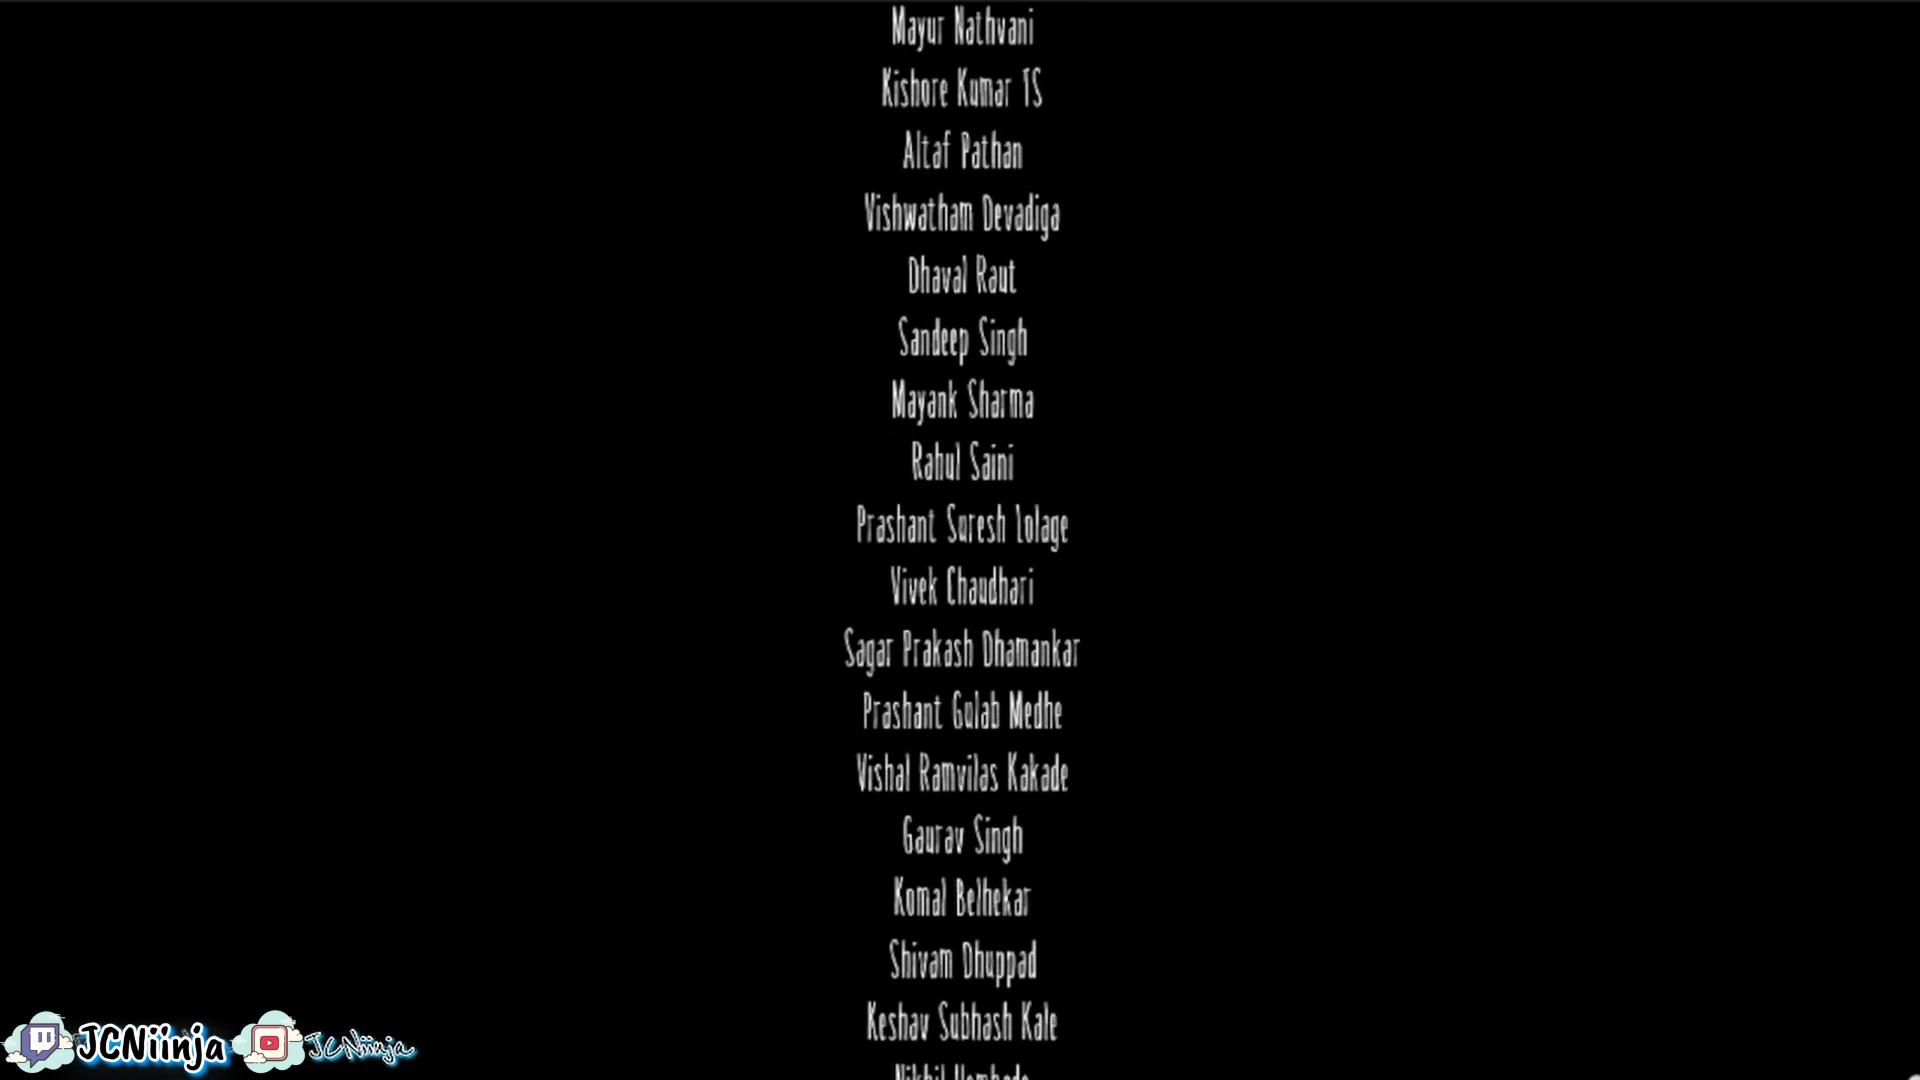 Mayur Nathvani
Kishore Kumar TS
Altaf Pathan
Vishwatham Devadiga
Dhaval Raut
Sandeep Singh
Mayank Sharma
Rahul Saini
Prashant Suresh Lolage
Vivek Chaudhari
Sagar Prakash Dhamankar
Prashant Gulab Medhe
Vishal Ramvilas Kakade
Gaurav Singh
Komal Belhekar
Shivam Dhuppad
Keshav Subhash Kale
Nikhil
JCNiinja JCNiinja